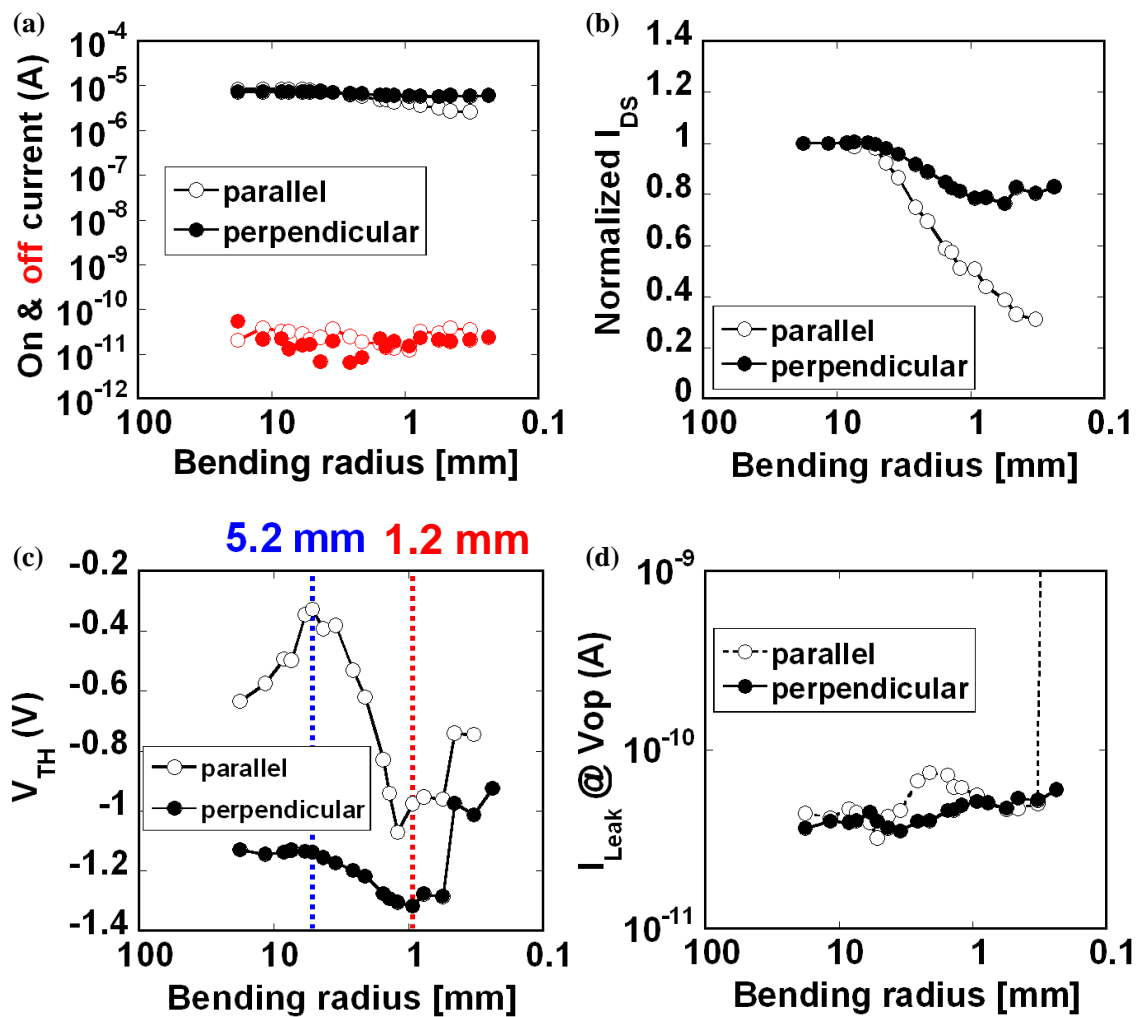 (a)
10-4
10-5
10-6
10-7
10-8
10-9
10-10
10-11
10-12
On & off current (A)
parallel
perpendicular
100 10 1 0.1
Bending radius [mm]
(b)
1.4
1.2
1
0.8
0.6
0.4
0.2
0
Normalized IDS
parallel
perpendicular
100 10 1 0.1
Bending radius [mm]
(c)
5.2 mm 1.2 mm
-0.2
-0.4
-0.6
-0.8
-1
-1.2
-1.4
VTH (V)
parallel
perpendicular
100 10 1 0.1
Bending radius [mm]
(d)
10-9
10-10
10-11
ILeak @ Vop (A)
parallel
perpendicular
100 10 1 0.1
Bending radius [mm]